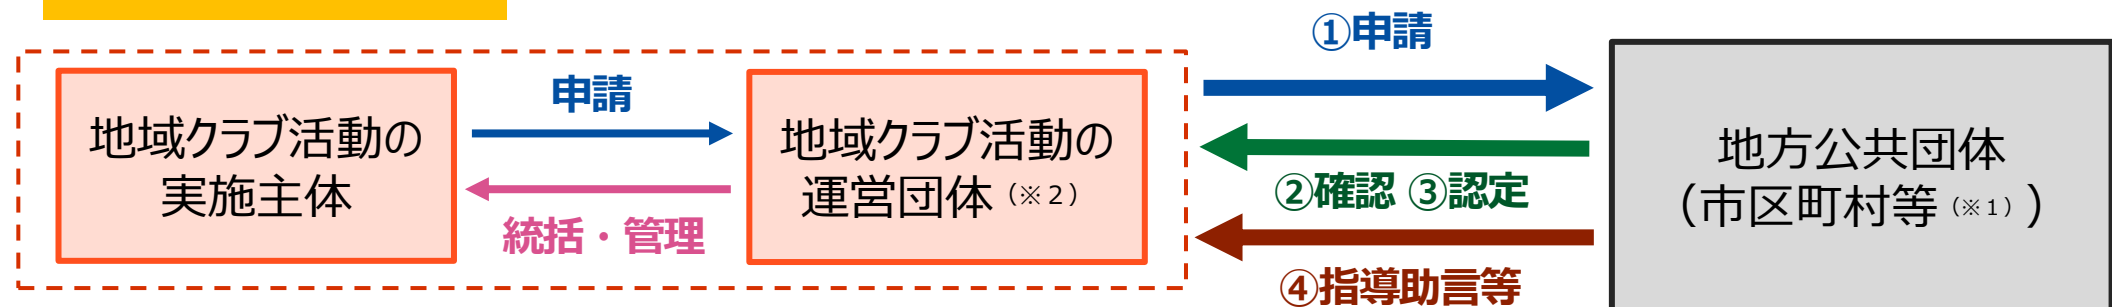 ①申請
地域クラブ活動の
実施主体
申請
統括・管理
地域クラブ活動の
運営団体（※２）
②確認 ③認定
④指導助言等
地方公共団体
（市区町村等（※１））